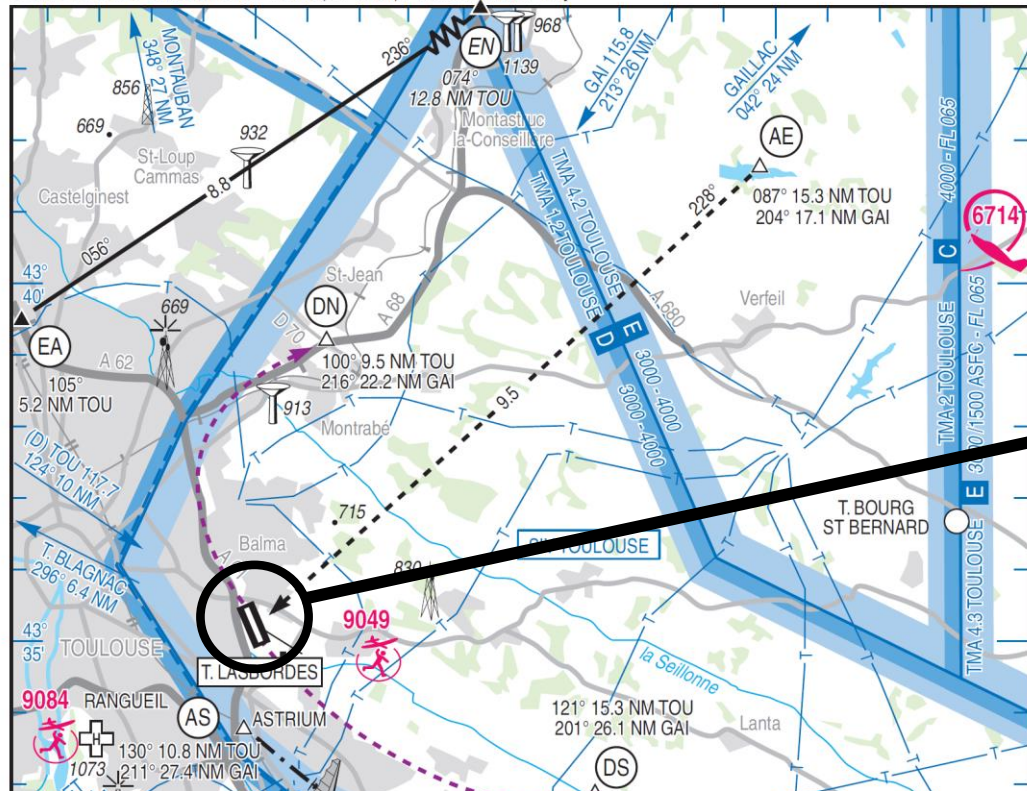 968
236°
EN
1139
074°
12.8 NM TOU
MONTAUBAN
348° 27 NM
856
GAI 115.8
213° 26 NM
GAILLAC
042° 24 NM
669
932
St-Loup
Cammas
Montastruc
la-Conseillère
AE
087° 15.3 NM TOU
204° 17.1 NM GAI
Castelginest
8.8
228°
TMA 4.2 TOULOUSE
TMA 1.2 TOULOUSE
4000 - FL 065
6714
056°
43°
40'
669
St-Jean
DN
D 70
A 68
A 680
Verfeil
C
EA
A 62
105°
5.2 NM TOU
100° 9.5 NM TOU
216° 22.2 NM GAI
E
D
3000 - 4000
3000 - 4000
TMA 2 TOULOUSE
3000/1500 ASFC - FL 065
913
Montrabé
9.5
(D) TOU 117.7
124° 10 NM
T
E
T. BOURG
ST BERNARD
715
Balma
SIV TOULOUSE
T. BLAGNAC
296° 6.4 NM
830
9049
TMA 4.3 TOULOUSE
43°
35'
TOULOUSE
T. LASBORDES
la Seillonne
9084
RANGUEIL
AS
ASTRIUM
121° 15.3 NM TOU
201° 26.1 NM GAI
Lanta
H
1073
130° 10.8 NM TOU
211° 27.4 NM GAI
DS